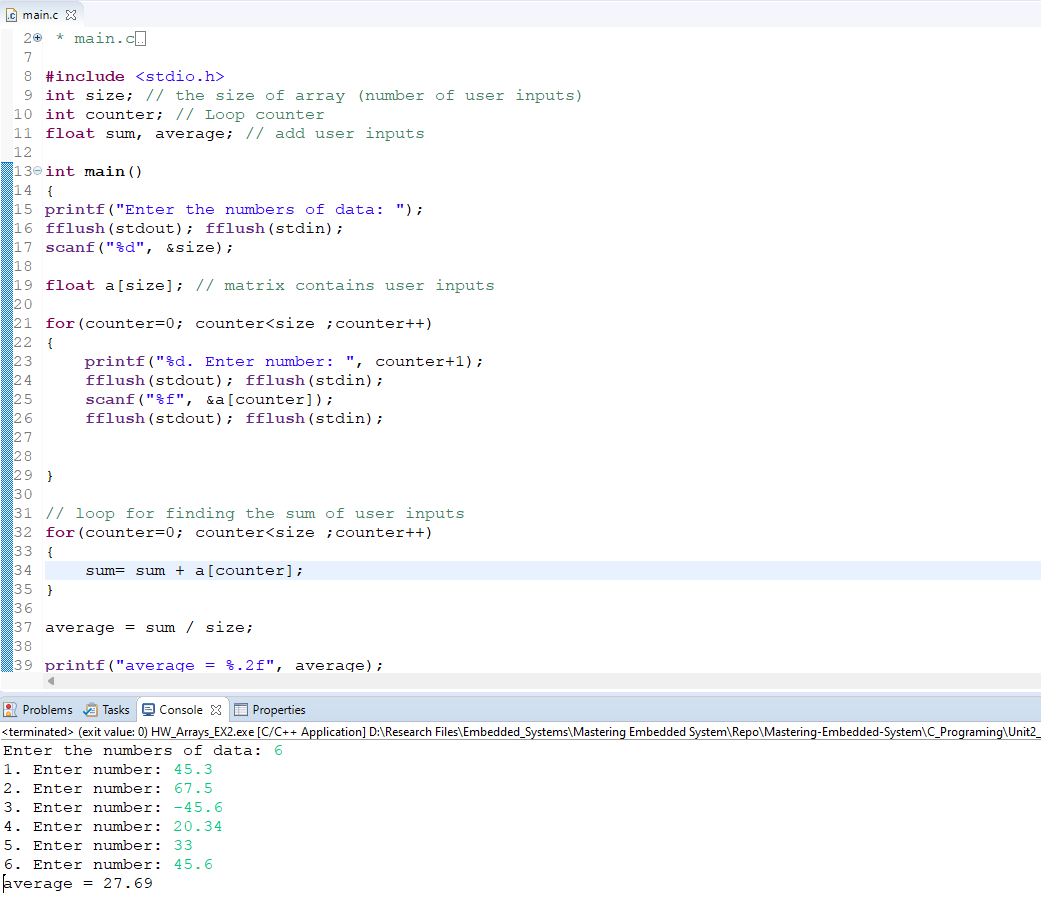 main.c
2 * main.c
7
8 #include <stdio.h>
9 int size; // the size of array (number of user inputs)
10 int counter; // Loop counter
11 float sum, average; // add user inputs
12
13 int main()
14 {
15 printf("Enter the numbers of data: ");
16 fflush(stdout); fflush(stdin);
17 scanf("%d", &size);
18
19 float a[size]; // matrix contains user inputs
20
21 for(counter=0; counter<size ;counter++)
22 {
23     printf("%d. Enter number: ", counter+1);
24     fflush(stdout); fflush(stdin);
25     scanf("%f", &a[counter]);
26     fflush(stdout); fflush(stdin);
27
28
29 }
30
31 // loop for finding the sum of user inputs
32 for(counter=0; counter<size ;counter++)
33 {
34     sum= sum + a[counter];
35 }
36
37 average = sum / size;
38
39 printf("average = %.2f", average);
Problems Tasks Console Properties
<terminated> (exit value: 0) HW_Arrays_EX2.exe [C/C++ Application] D:\Research Files\Embedded_Systems\Mastering Embedded System\Repo\Mastering-Embedded-System\C_Programing\Unit2_
Enter the numbers of data: 6
1. Enter number: 45.3
2. Enter number: 67.5
3. Enter number: -45.6
4. Enter number: 20.34
5. Enter number: 33
6. Enter number: 45.6
average = 27.69